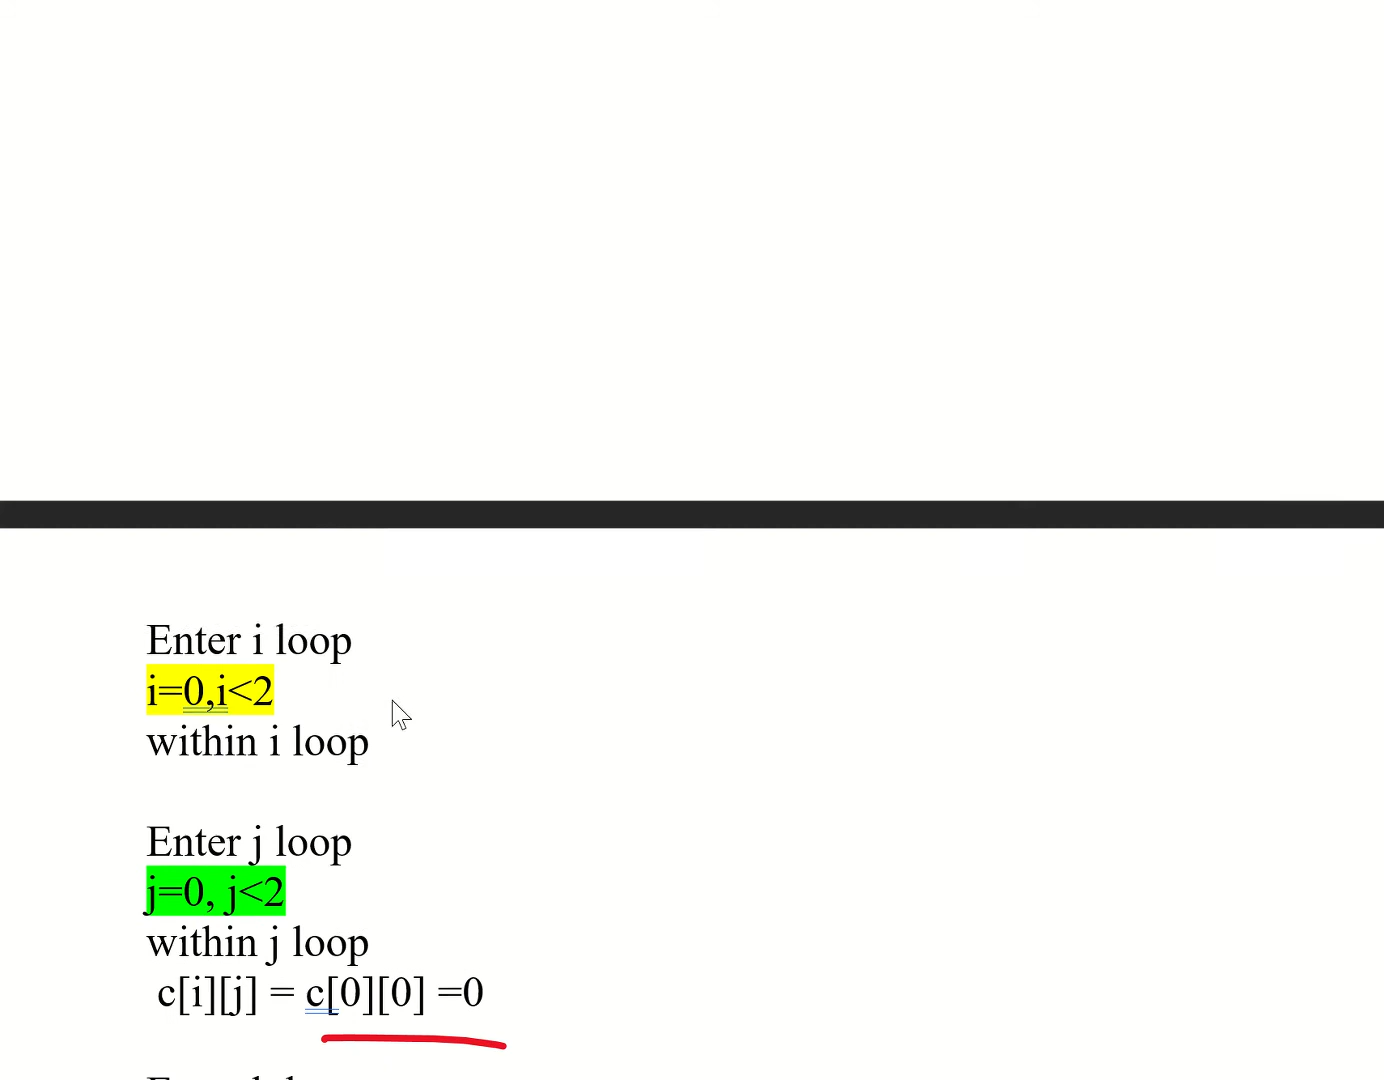 Enter i loop
i=0,i<2
within i loop
Enter j loop
j=0, j<2
within j loop
c[i][j] = c[0][0] =0